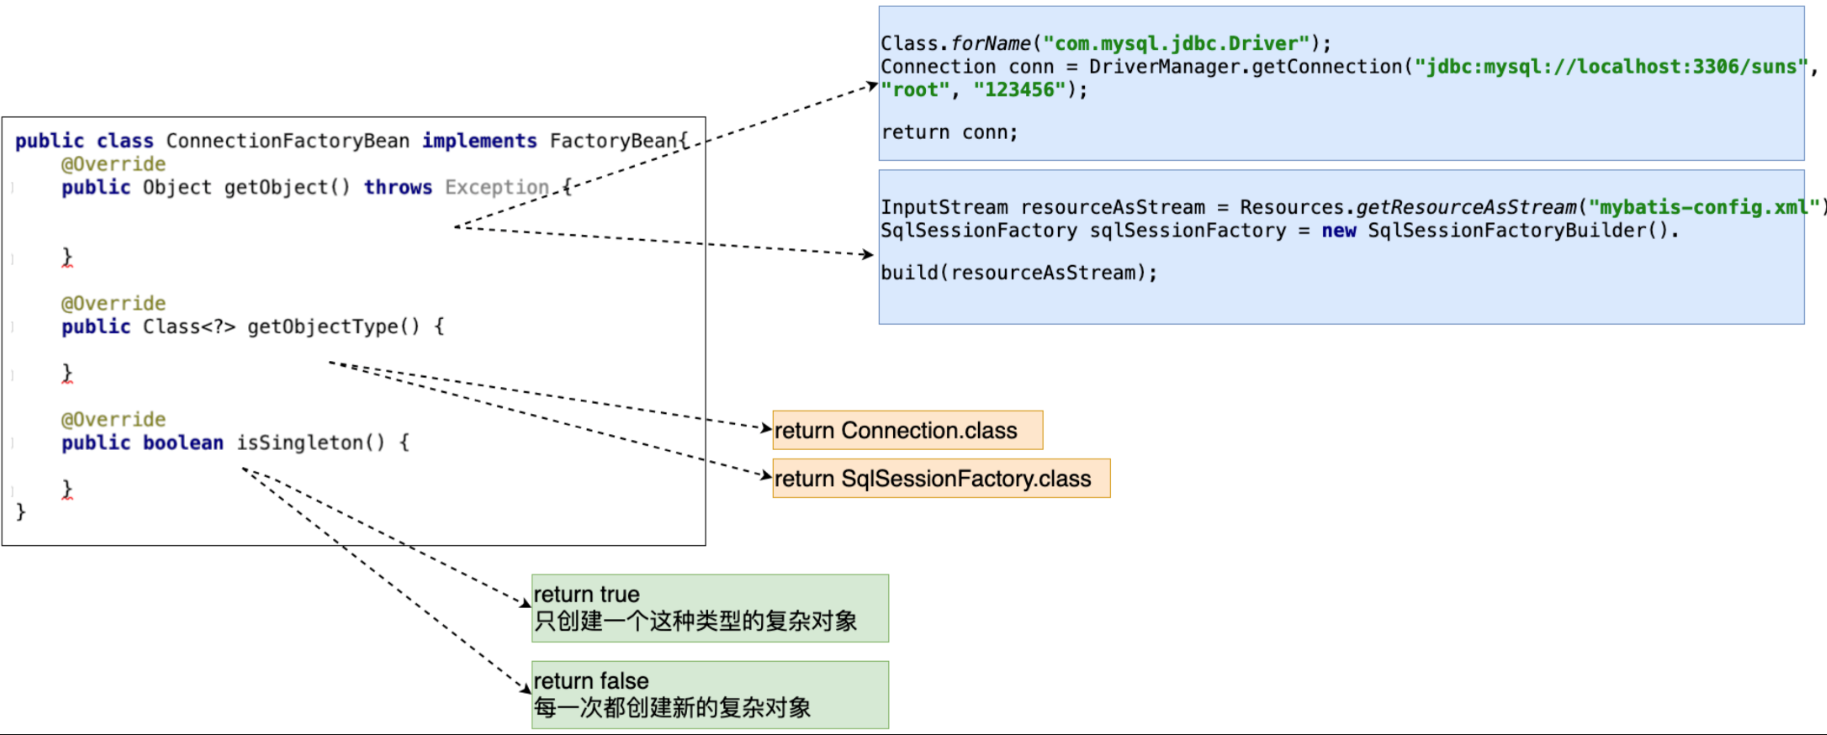 public class ConnectionFactoryBean implements FactoryBean{
@Override
public Object getObject() throws Exception {
}
@Override
public Class<?> getObjectType() {
}
@Override
public boolean isSingleton() {
}
}
Class.forName("com.mysql.jdbc.Driver");
Connection conn = DriverManager.getConnection("jdbc:mysql://localhost:3306/suns",
"root", "123456");
return conn;
InputStream resourceAsStream = Resources.getResourceAsStream("mybatis-config.xml")
SqlSessionFactory sqlSessionFactory = new SqlSessionFactoryBuilder().
build(resourceAsStream);
return Connection.class
return SqlSessionFactory.class
return true
只创建一个这种类型的复杂对象
return false
每一次都创建新的复杂对象